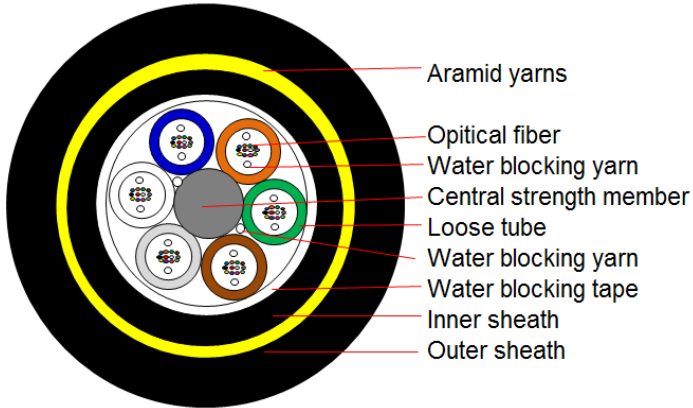 Aramid yarns
Opitical fiber
Water blocking yarn
Central strength member
Loose tube
Water blocking yarn
Water blocking tape
Inner sheath
Outer sheath